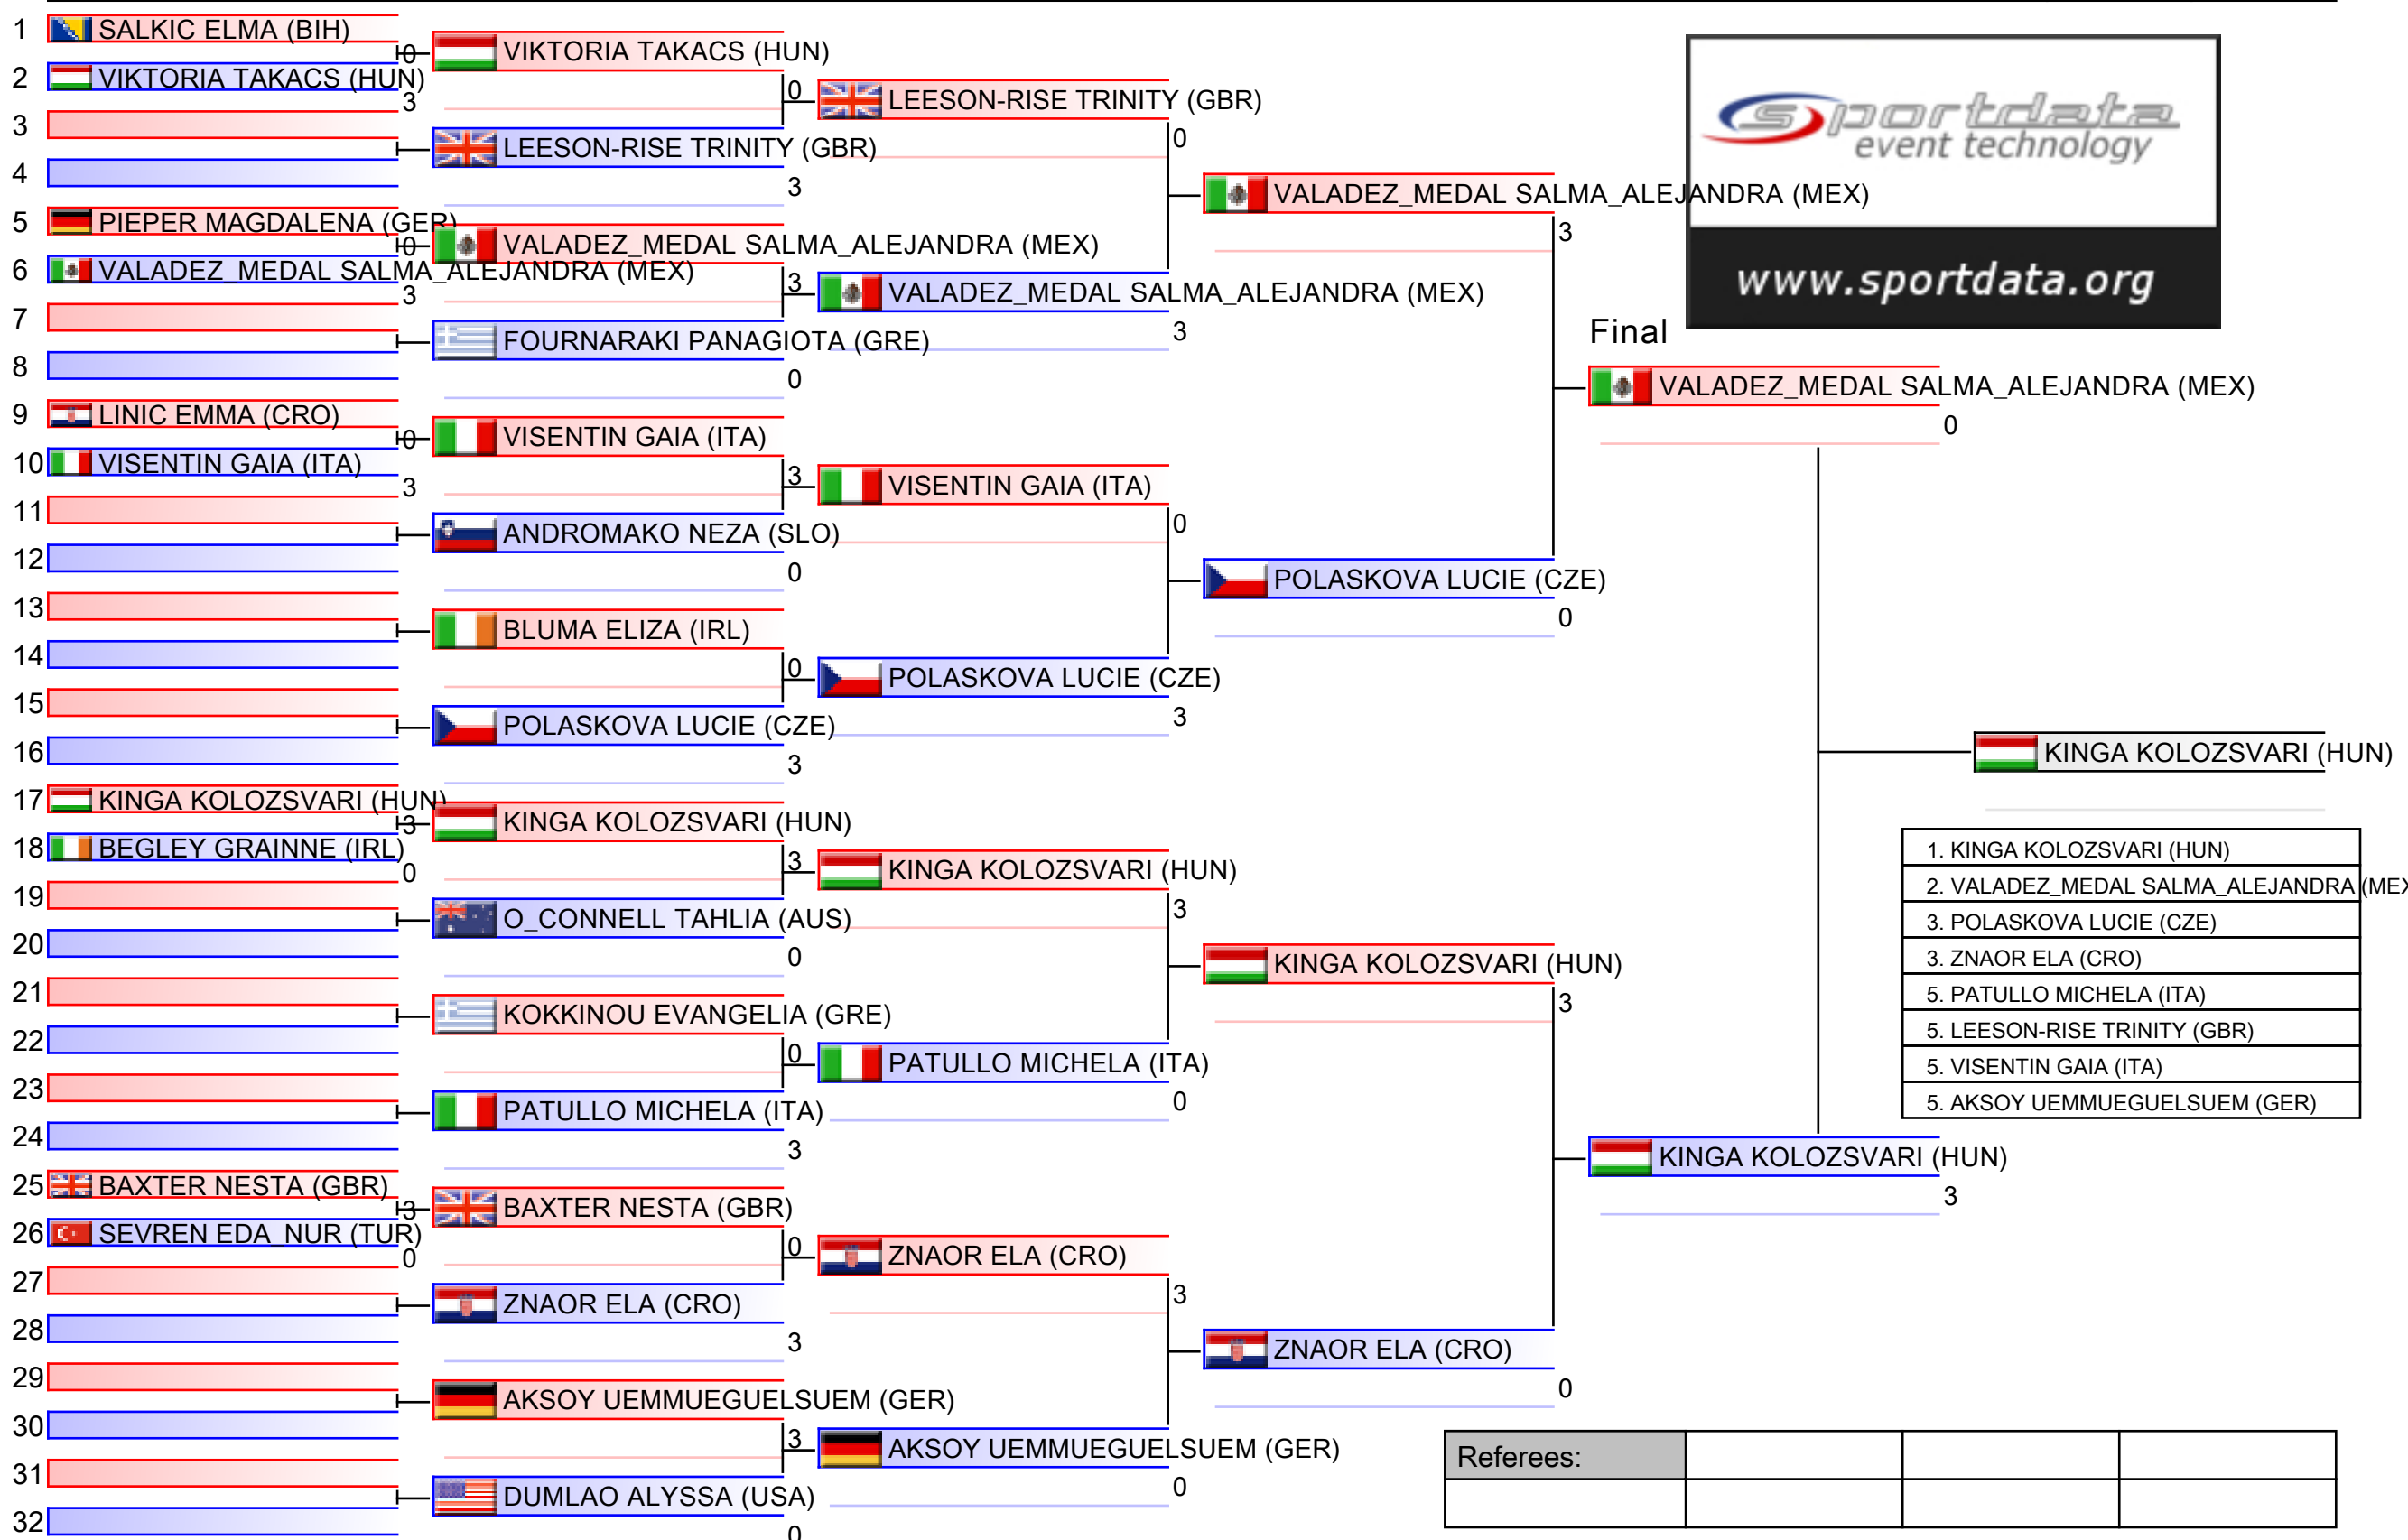 1 SALKIC ELMA (BIH)
0
2 VIKTORIA TAKACS (HUN)
3
3
4
5 PIEPER MAGDALENA (GER)
0
6 VALADEZ_MEDAL SALMA_ALEJANDRA (MEX)
3
7
8
9 LINIC EMMA (CRO)
0
10 VISENTIN GAIA (ITA)
3
11
12
13
14
15
16
17 KINGA KOLOZSVARI (HUN)
3
18 BEGLEY GRAINNE (IRL)
0
19
20
21
22
23
24
25 BAXTER NESTA (GBR)
3
26 SEVREN EDA_NUR (TUR)
0
27
28
29
30
31
32
VIKTORIA TAKACS (HUN)
0
LEESON-RISE TRINITY (GBR)
3
VALADEZ_MEDAL SALMA_ALEJANDRA (MEX)
3
FOURNARAKI PANAGIOTA (GRE)
0
VISENTIN GAIA (ITA)
3
ANDROMAKO NEZA (SLO)
0
BLUMA ELIZA (IRL)
0
POLASKOVA LUCIE (CZE)
3
KINGA KOLOZSVARI (HUN)
3
O_CONNELL TAHLIA (AUS)
0
KOKKINOU EVANGELIA (GRE)
0
PATULLO MICHELA (ITA)
3
BAXTER NESTA (GBR)
0
ZNAOR ELA (CRO)
3
AKSOY UEMMUEGUELSUEM (GER)
3
DUMLAO ALYSSA (USA)
0
LEESON-RISE TRINITY (GBR)
0
VALADEZ_MEDAL SALMA_ALEJANDRA (MEX)
3
VISENTIN GAIA (ITA)
0
POLASKOVA LUCIE (CZE)
3
KINGA KOLOZSVARI (HUN)
3
PATULLO MICHELA (ITA)
0
ZNAOR ELA (CRO)
3
AKSOY UEMMUEGUELSUEM (GER)
0
VALADEZ_MEDAL SALMA_ALEJANDRA (MEX)
3
POLASKOVA LUCIE (CZE)
0
KINGA KOLOZSVARI (HUN)
3
ZNAOR ELA (CRO)
0
sportdata
event technology
www.sportdata.org
Final
VALADEZ_MEDAL SALMA_ALEJANDRA (MEX)
0
KINGA KOLOZSVARI (HUN)
3
KINGA KOLOZSVARI (HUN)
1. KINGA KOLOZSVARI (HUN)
2. VALADEZ_MEDAL SALMA_ALEJANDRA (MEX
3. POLASKOVA LUCIE (CZE)
3. ZNAOR ELA (CRO)
5. PATULLO MICHELA (ITA)
5. LEESON-RISE TRINITY (GBR)
5. VISENTIN GAIA (ITA)
5. AKSOY UEMMUEGUELSUEM (GER)
Referees: